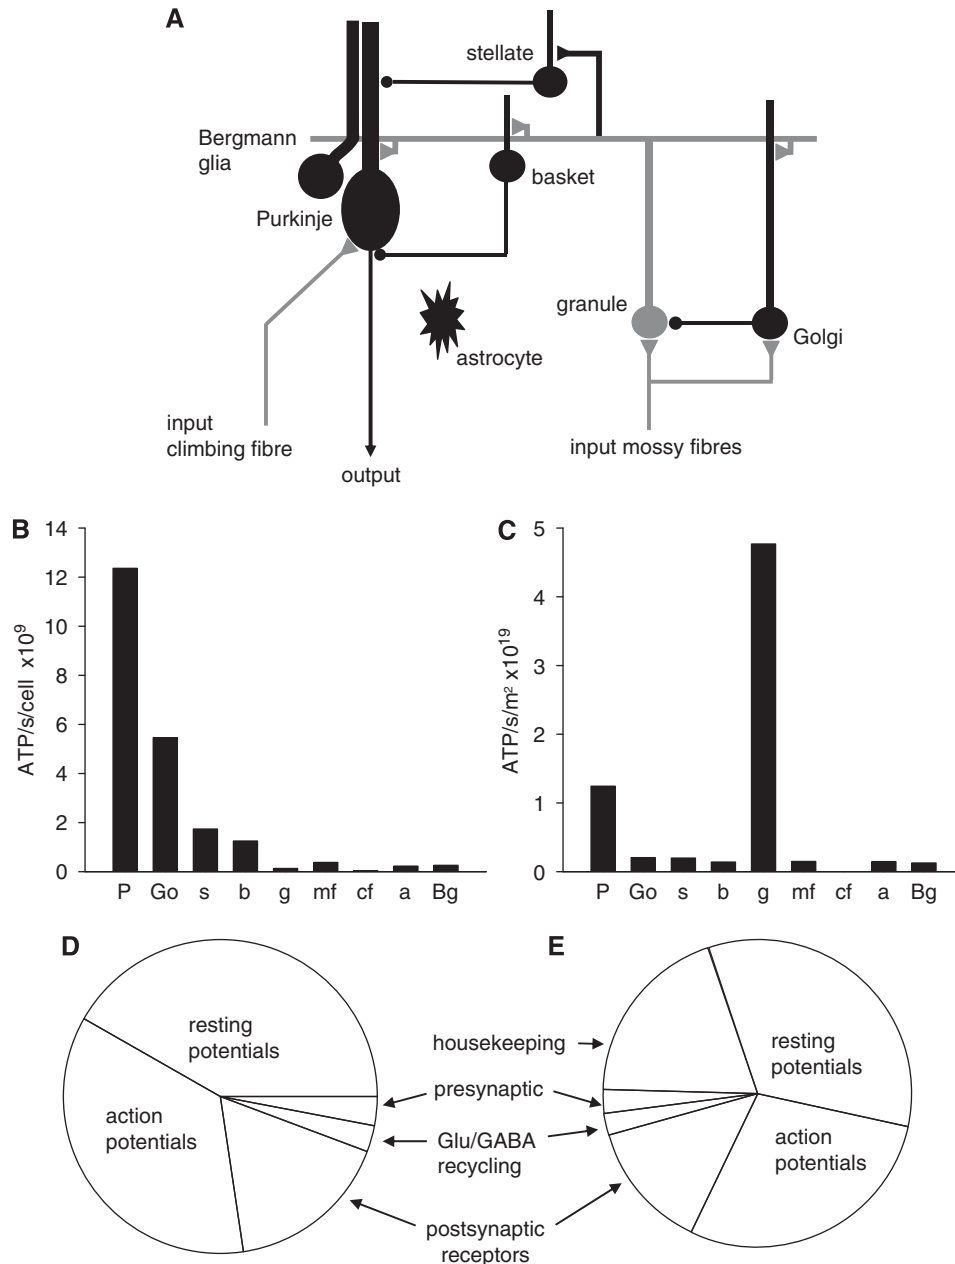 A
stellate
Bergmann
glia
basket
Purkinje
granule
Golgi
astrocyte
input
climbing fibre
input mossy fibres
output
B
14
12
10
8
6
4
2
0
ATP/s/cell x10⁹
P Go s b g mf cf a Bg
C
5
4
3
2
1
0
ATP/s/m² x10¹⁹
P Go s b g mf cf a Bg
D
resting
potentials
action
potentials
E
housekeeping
presynaptic
Glu/GABA
recycling
postsynaptic
receptors
resting
potentials
action
potentials